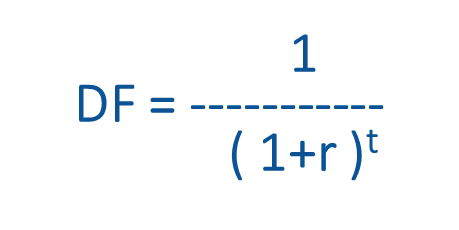 1
DF = -----------
( 1+r )ᵗ